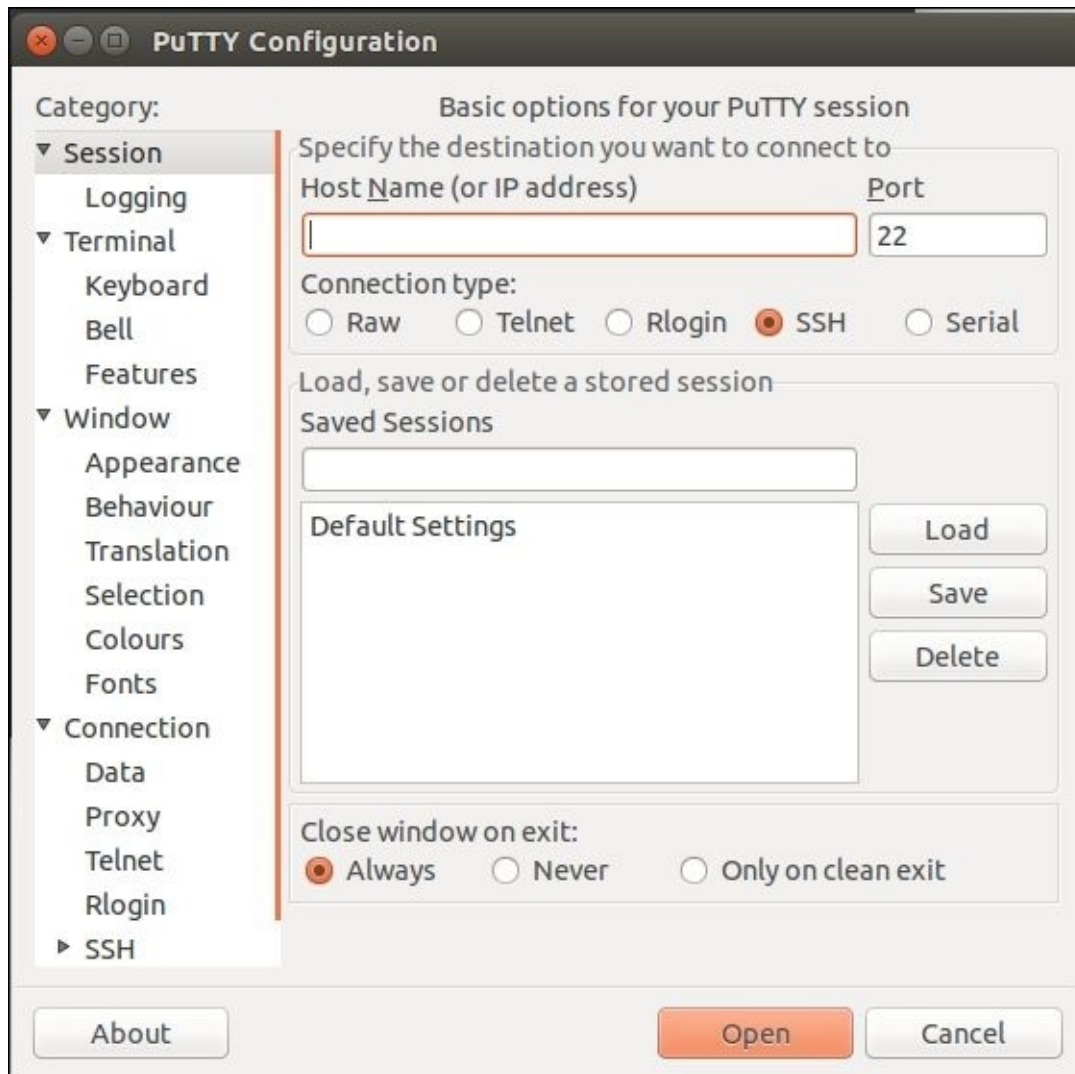 PuTTY Configuration
Category:
Session
Logging
Terminal
Keyboard
Bell
Features
Window
Appearance
Behaviour
Translation
Selection
Colours
Fonts
Connection
Data
Proxy
Telnet
Rlogin
SSH
Basic options for your PuTTY session
Specify the destination you want to connect to
Host Name (or IP address) Port
22
Connection type:
Raw Telnet Rlogin SSH Serial
Load, save or delete a stored session
Saved Sessions
Default Settings
Load
Save
Delete
Close window on exit:
Always Never Only on clean exit
About Open Cancel